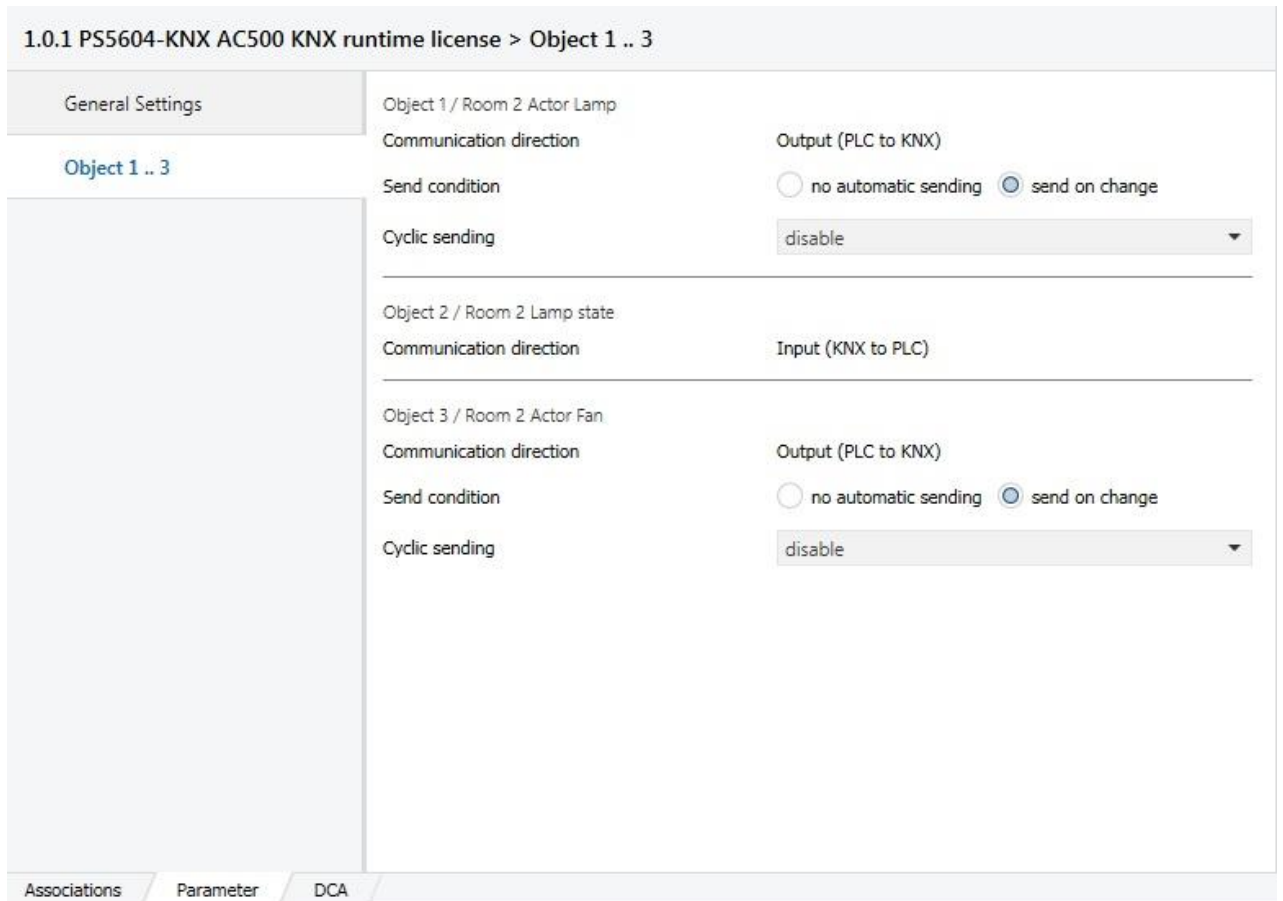 1.0.1 PS5604-KNX AC500 KNX runtime license > Object 1 .. 3
General Settings
Object 1 .. 3
Object 1 / Room 2 Actor Lamp
Communication direction Output (PLC to KNX)
Send condition no automatic sending send on change
Cyclic sending disable
Object 2 / Room 2 Lamp state
Communication direction Input (KNX to PLC)
Object 3 / Room 2 Actor Fan
Communication direction Output (PLC to KNX)
Send condition no automatic sending send on change
Cyclic sending disable
Associations Parameter DCA